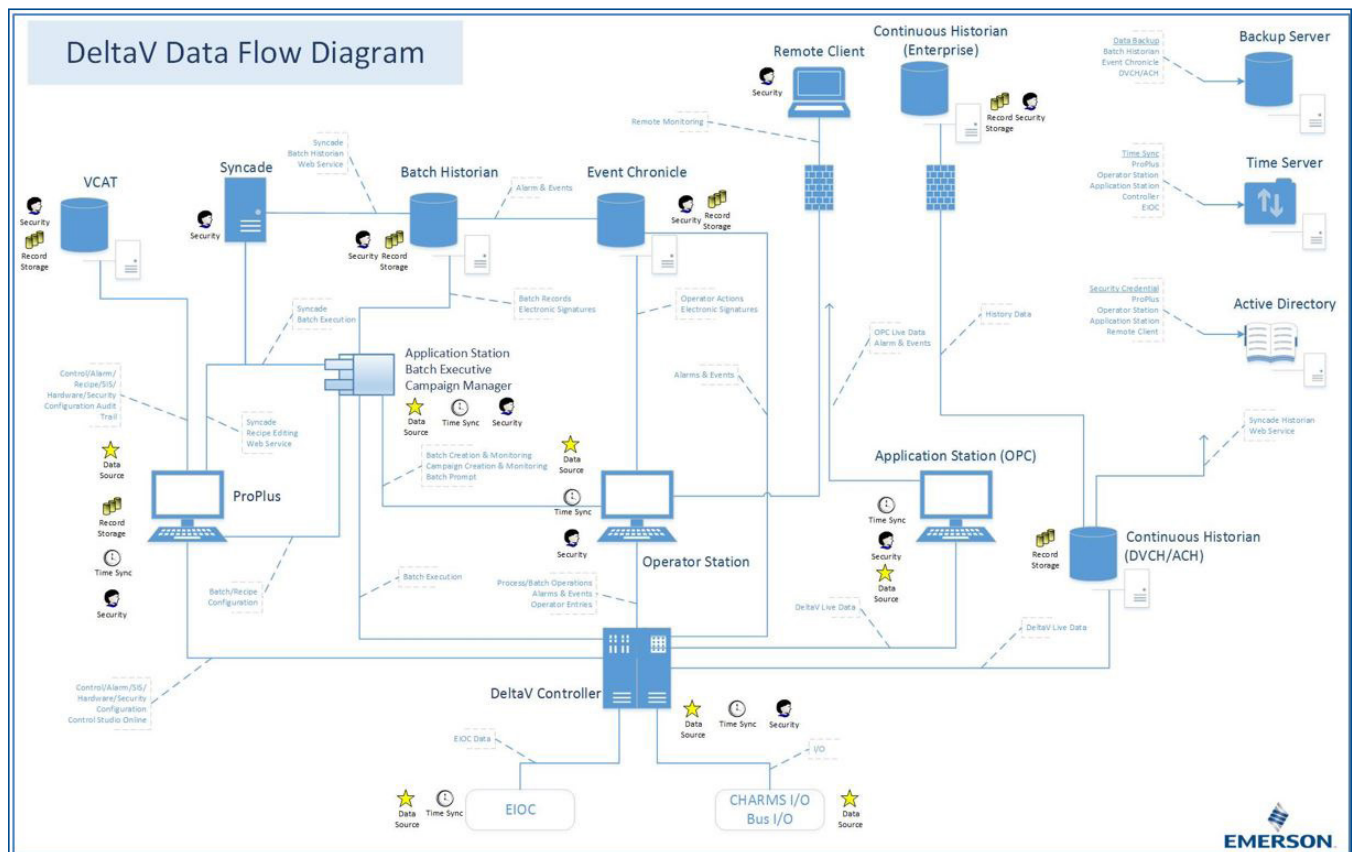 DeltaV Data Flow Diagram
Remote Client
Security
Continuous Historian
(Enterprise)
Record
Storage
Security
Data Backup
Batch Historian
Event Chronicle
DVCH/ACH
Backup Server
Remote Monitoring
Time Sync
ProPlus
Operator Station
Application Station
Controller
EIOC
Time Server
VCAT
Security
Record
Storage
Syncade
Security
Syncade
Batch Historian
Web Service
Batch Historian
Security
Record
Storage
Alarm & Events
Event Chronicle
Security
Record
Storage
Security Credential
ProPlus
Operator Station
Application Station
Remote Client
Active Directory
Syncade
Batch Execution
Batch Records
Electronic Signatures
Operator Actions
Electronic Signatures
OPC Live Data
Alarm & Events
History Data
Control/Alarm/
Recipe/SIS/
Hardware/Security
Configuration Audit
Trail
Application Station
Batch Executive
Campaign Manager
Data
Source
Time Sync
Security
Alarms & Events
Syncade
Recipe Editing
Web Service
Syncade Historian
Web Service
Data
Source
ProPlus
Record
Storage
Time Sync
Security
Batch Creation & Monitoring
Campaign Creation & Monitoring
Batch Prompt
Data
Source
Time Sync
Security
Operator Station
Application Station (OPC)
Time Sync
Security
Data
Source
Record
Storage
Continuous Historian
(DVCH/ACH)
Batch/Recipe
Configuration
Batch Execution
Process/Batch Operations
Alarms & Events
Operator Entries
DeltaV Live Data
DeltaV Live Data
Control/Alarm/SIS/
Hardware/Security
Configuration
Control Studio Online
DeltaV Controller
Data
Source
Time Sync
Security
EIOC Data
I/O
Data
Source
Time Sync
EIOC
CHARMS I/O
Bus I/O
Data
Source
EMERSON.